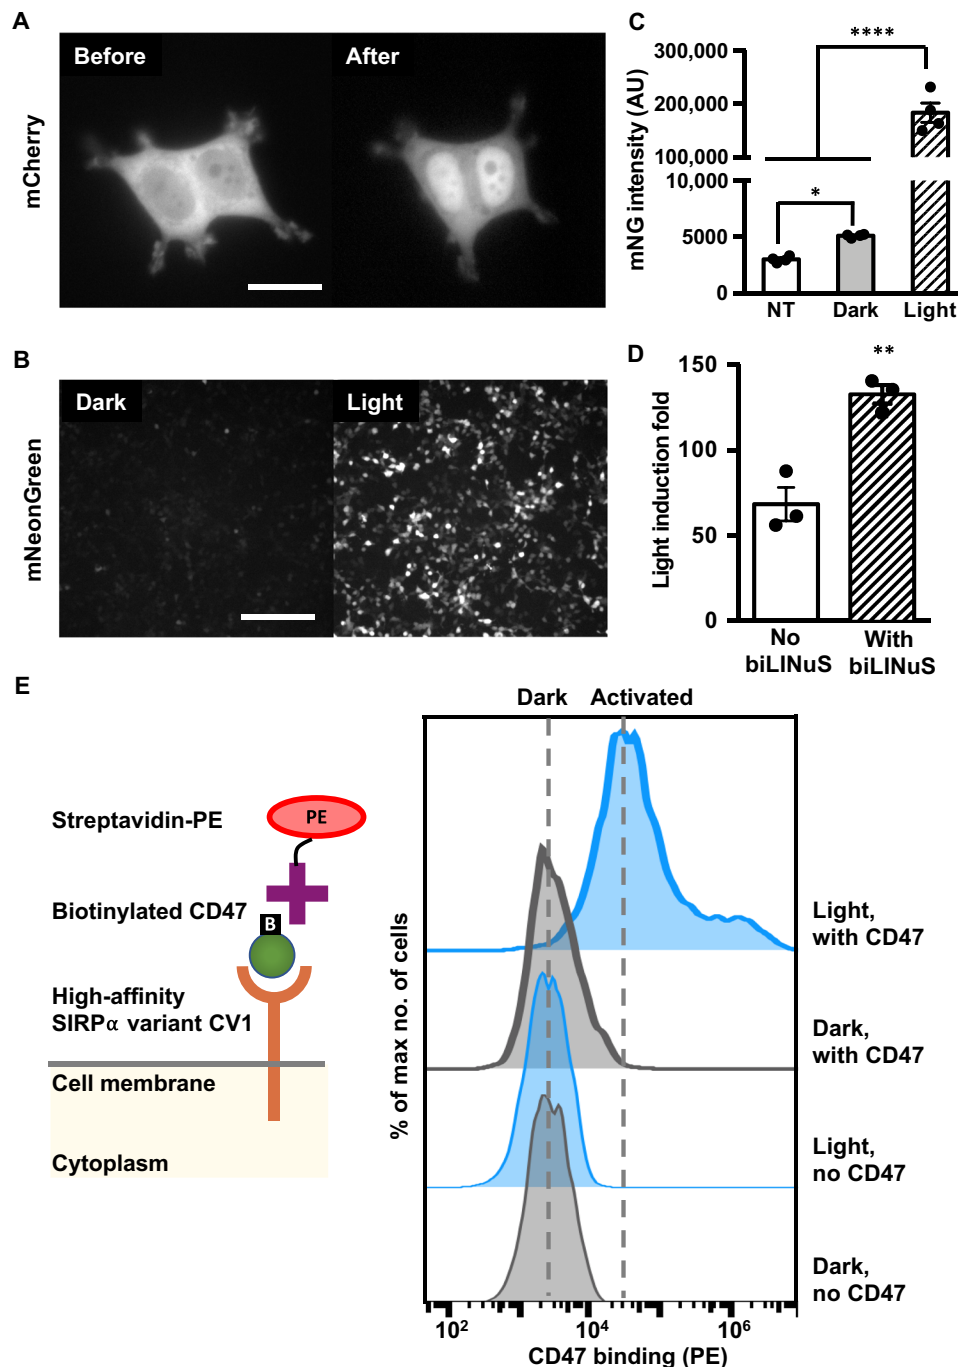 A
mCherry
Before
After
B
mNeonGreen
Dark
Light
C
mNG intensity (AU)
300,000
200,000
100,000
10,000
5000
0
****
*
NT
Dark
Light
D
Light induction fold
150
100
50
0
**
No
biLINuS
With
biLINuS
E
Streptavidin-PE
PE
Biotinylated CD47
B
High-affinity
SIRPα variant CV1
Cell membrane
Cytoplasm
Dark
Activated
% of max no. of cells
Light,
with CD47
Dark,
with CD47
Light,
no CD47
Dark,
no CD47
10²
10⁴
10⁶
CD47 binding (PE)